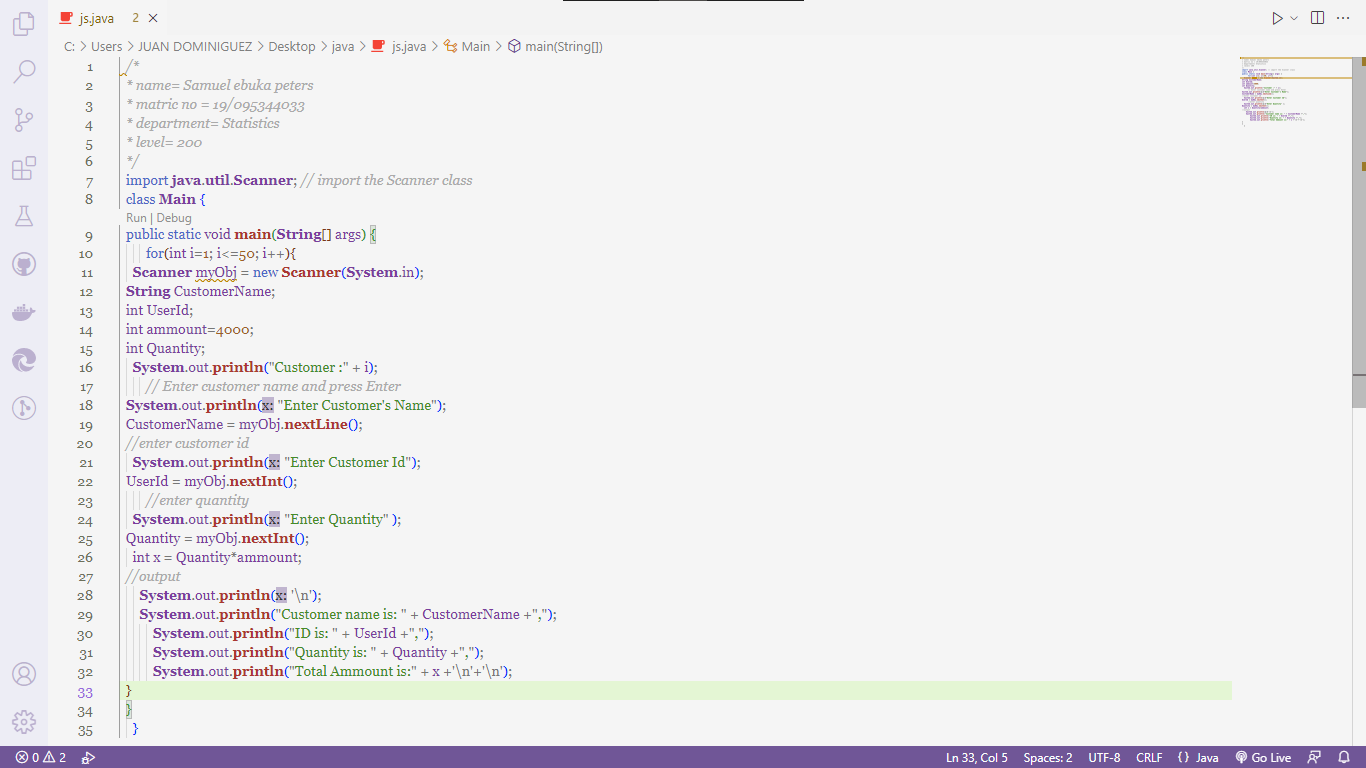 js.java 2
C: > Users > JUAN DOMINIGUEZ > Desktop > java > js.java > Main > main(String[])
1 /*
2 * name= Samuel ebuka peters
3 * matric no = 19/095344033
4 * department= Statistics
5 * level= 200
6 */
7 import java.util.Scanner; // import the Scanner class
8 class Main {
Run | Debug
9 public static void main(String[] args) {
10 for(int i=1; i<=50; i++){
11 Scanner myObj = new Scanner(System.in);
12 String CustomerName;
13 int UserId;
14 int ammount=4000;
15 int Quantity;
16 System.out.println("Customer :" + i);
17 // Enter customer name and press Enter
18 System.out.println(x: "Enter Customer's Name");
19 CustomerName = myObj.nextLine();
20 //enter customer id
21 System.out.println(x: "Enter Customer Id");
22 UserId = myObj.nextInt();
23 //enter quantity
24 System.out.println(x: "Enter Quantity" );
25 Quantity = myObj.nextInt();
26 int x = Quantity*ammount;
27 //output
28 System.out.println(x: '\n');
29 System.out.println("Customer name is: " + CustomerName +",");
30 System.out.println("ID is: " + UserId +",");
31 System.out.println("Quantity is: " + Quantity +",");
32 System.out.println("Total Ammount is:" + x +'\n'+'\n');
33 }
34 }
35 }
0 2 Ln 33, Col 5 Spaces: 2 UTF-8 CRLF {} Java Go Live